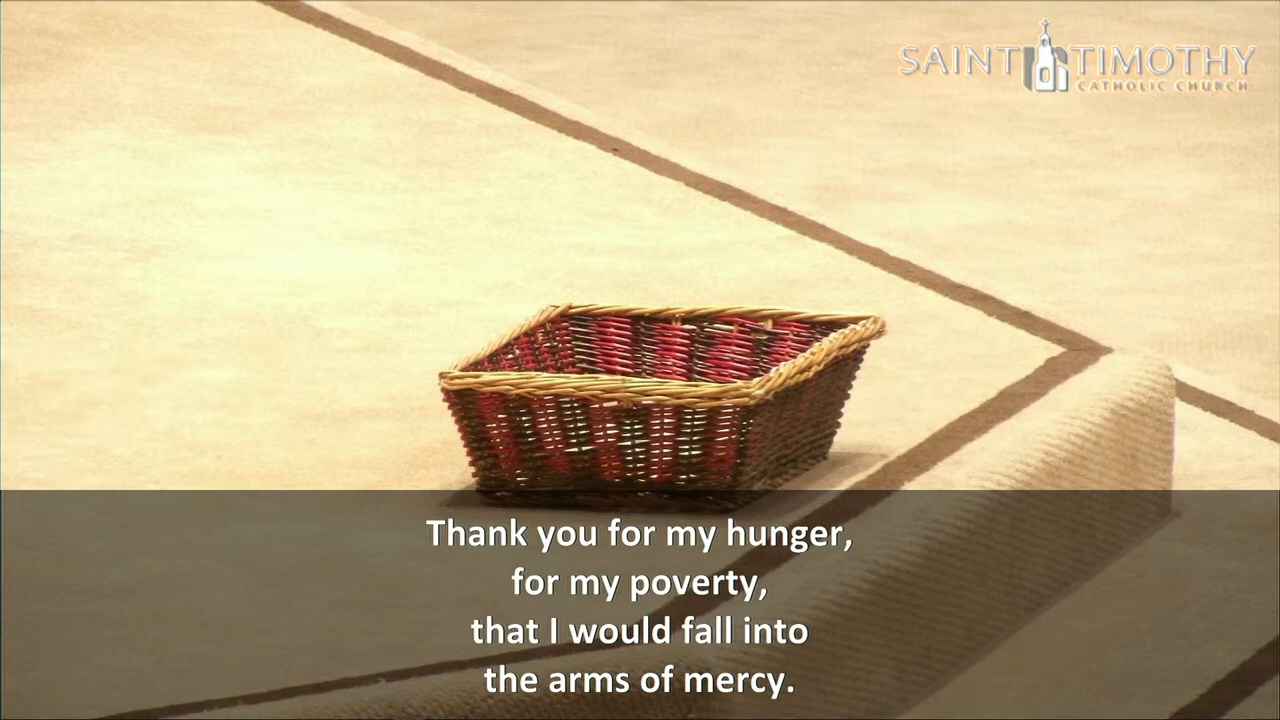 SAINT TIMOTHY
CATHOLIC CHURCH
Thank you for my hunger,
for my poverty,
that I would fall into
the arms of mercy.